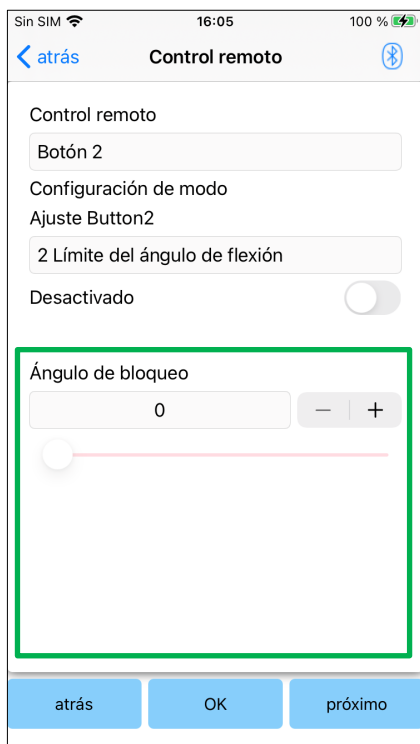 Sin SIM 16:05 100 %
atrás Control remoto
Control remoto
Botón 2
Configuración de modo
Ajuste Button2
2 Límite del ángulo de flexión
Desactivado
Ángulo de bloqueo
0 − +
atrás OK próximo